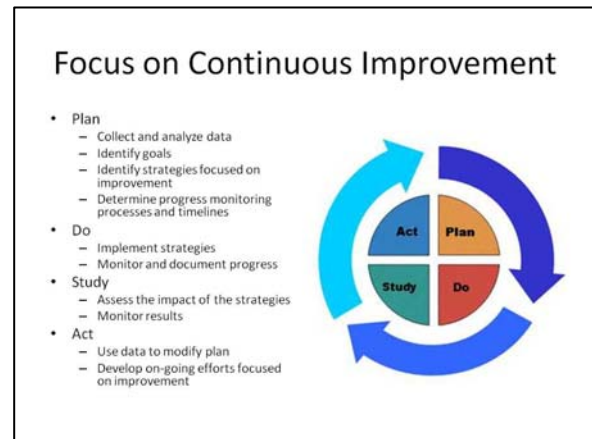 Focus on Continuous Improvement
• Plan
– Collect and analyze data
– Identify goals
– Identify strategies focused on
improvement
– Determine progress monitoring
processes and timelines
• Do
– Implement strategies
– Monitor and document progress
• Study
– Assess the impact of the strategies
– Monitor results
• Act
– Use data to modify plan
– Develop on-going efforts focused
on improvement
Act
Plan
Study
Do